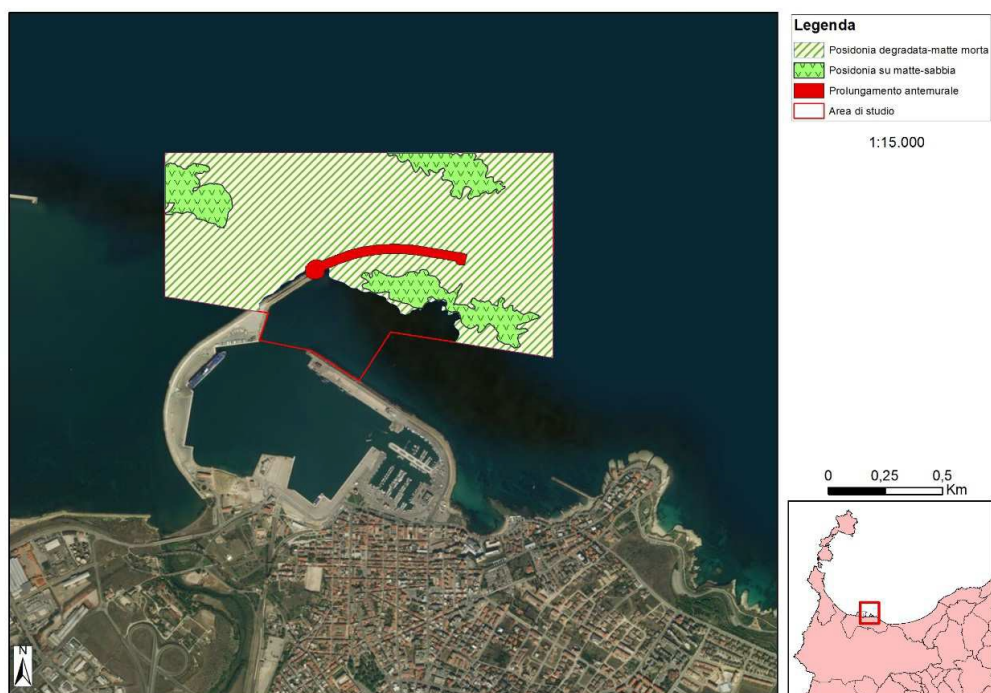 Legenda
Posidonia degradata-matte morta
Posidonia su matte-sabbia
Prolungamento antemurale
Area di studio
1:15.000
0 0,25 0,5
Km
N